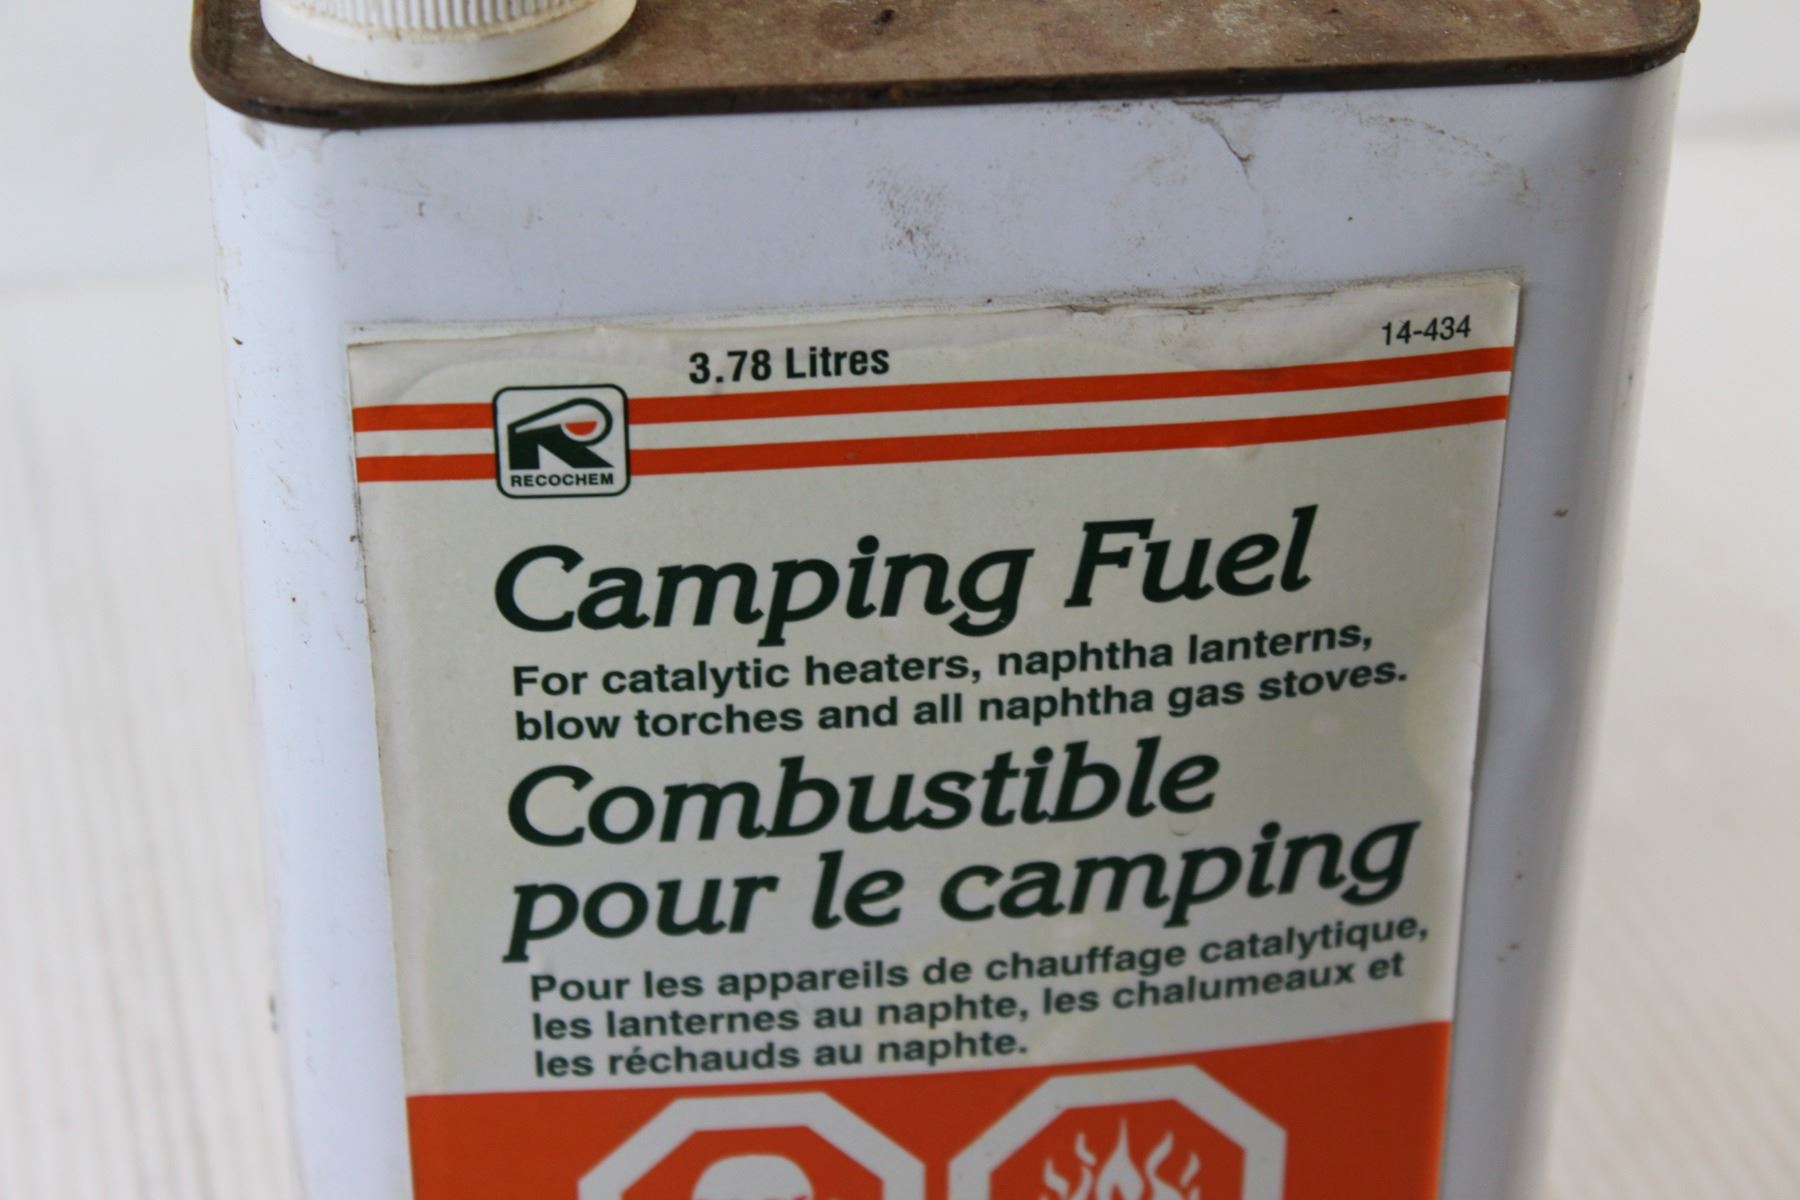 3.78 Litres
14-434
RECOCHEM
Camping Fuel
For catalytic heaters, naphtha lanterns,
blow torches and all naphtha gas stoves.
Combustible
pour le camping
Pour les appareils de chauffage catalytique,
les lanternes au naphte, les chalumeaux et
les réchauds au naphte.